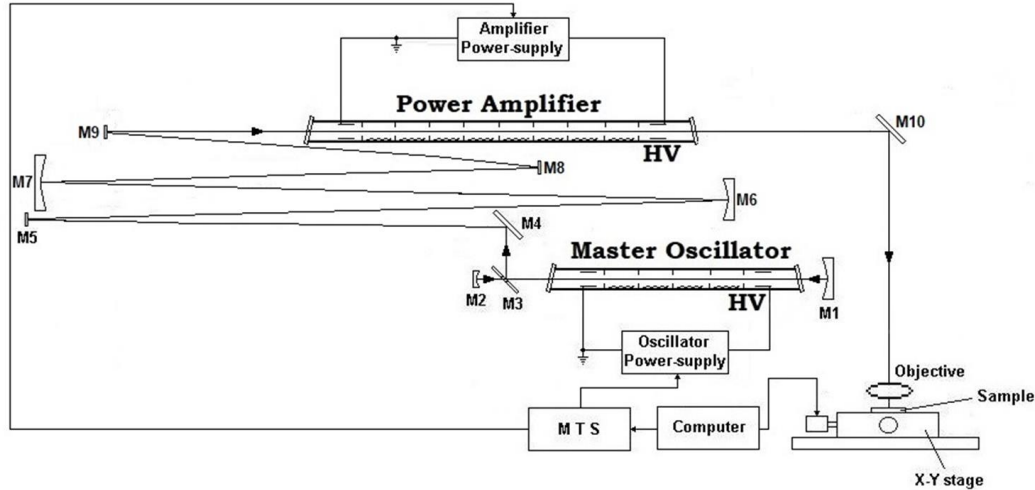 Amplifier
Power-supply
Power Amplifier
HV
M9
M10
M8
M7
M6
M5
M4
Master Oscillator
M2
M3
HV
M1
Oscillator
Power-supply
Objective
Sample
M T S
Computer
X-Y stage